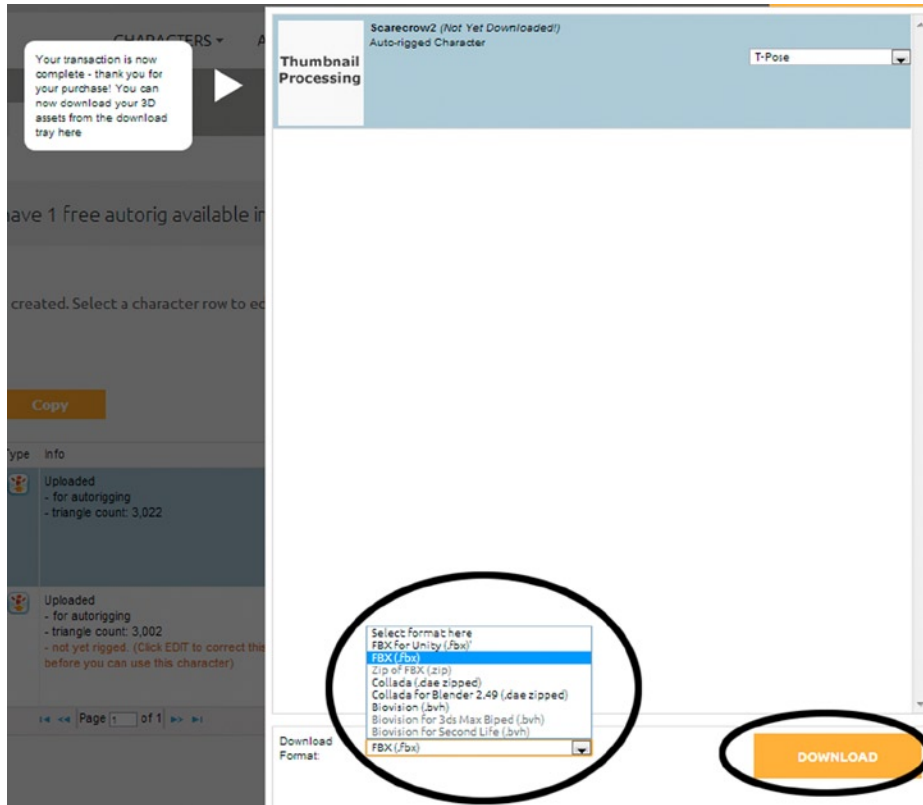 CHARACTERS
A
Your transaction is now
complete - thank you for
your purchase! You can
now download your 3D
assets from the download
tray here
Thumbnail
Processing
Scarecrow2 (Not Yet Downloaded!)
Auto-rigged Character
T-Pose
have 1 free autorig available in
created. Select a character row to ed
Copy
Type Info
Uploaded
- for autorigging
- triangle count: 3,022
Uploaded
- for autorigging
- triangle count: 3,002
- not yet rigged. (Click EDIT to correct this
before you can use this character)
Page 1 of 1
Select format here
FBX for Unity (.fbx)'
FBX (.fbx)
Zip of FBX (.zip)
Collada (.dae zipped)
Collada for Blender 2.49 (.dae zipped)
Biovision (.bvh)
Biovision for 3ds Max Biped (.bvh)
Biovision for Second Life (.bvh)
Download
Format:
FBX (.fbx)
DOWNLOAD